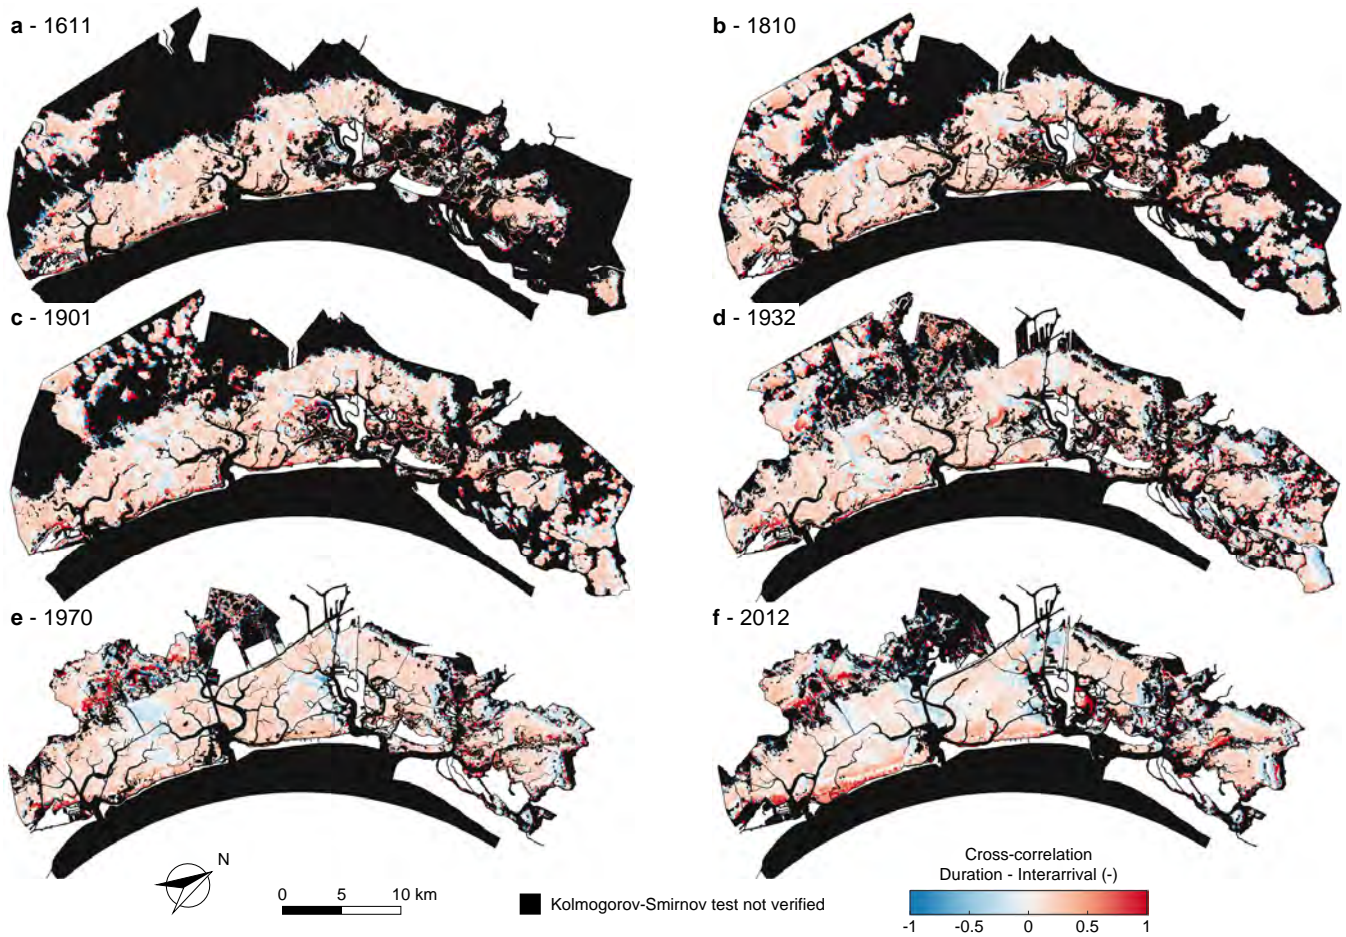 a - 1611
b - 1810
c - 1901
d - 1932
e - 1970
f - 2012
N
0 5 10 km
Kolmogorov-Smirnov test not verified
Cross-correlation
Duration - Interarrival (-)
-1 -0.5 0 0.5 1